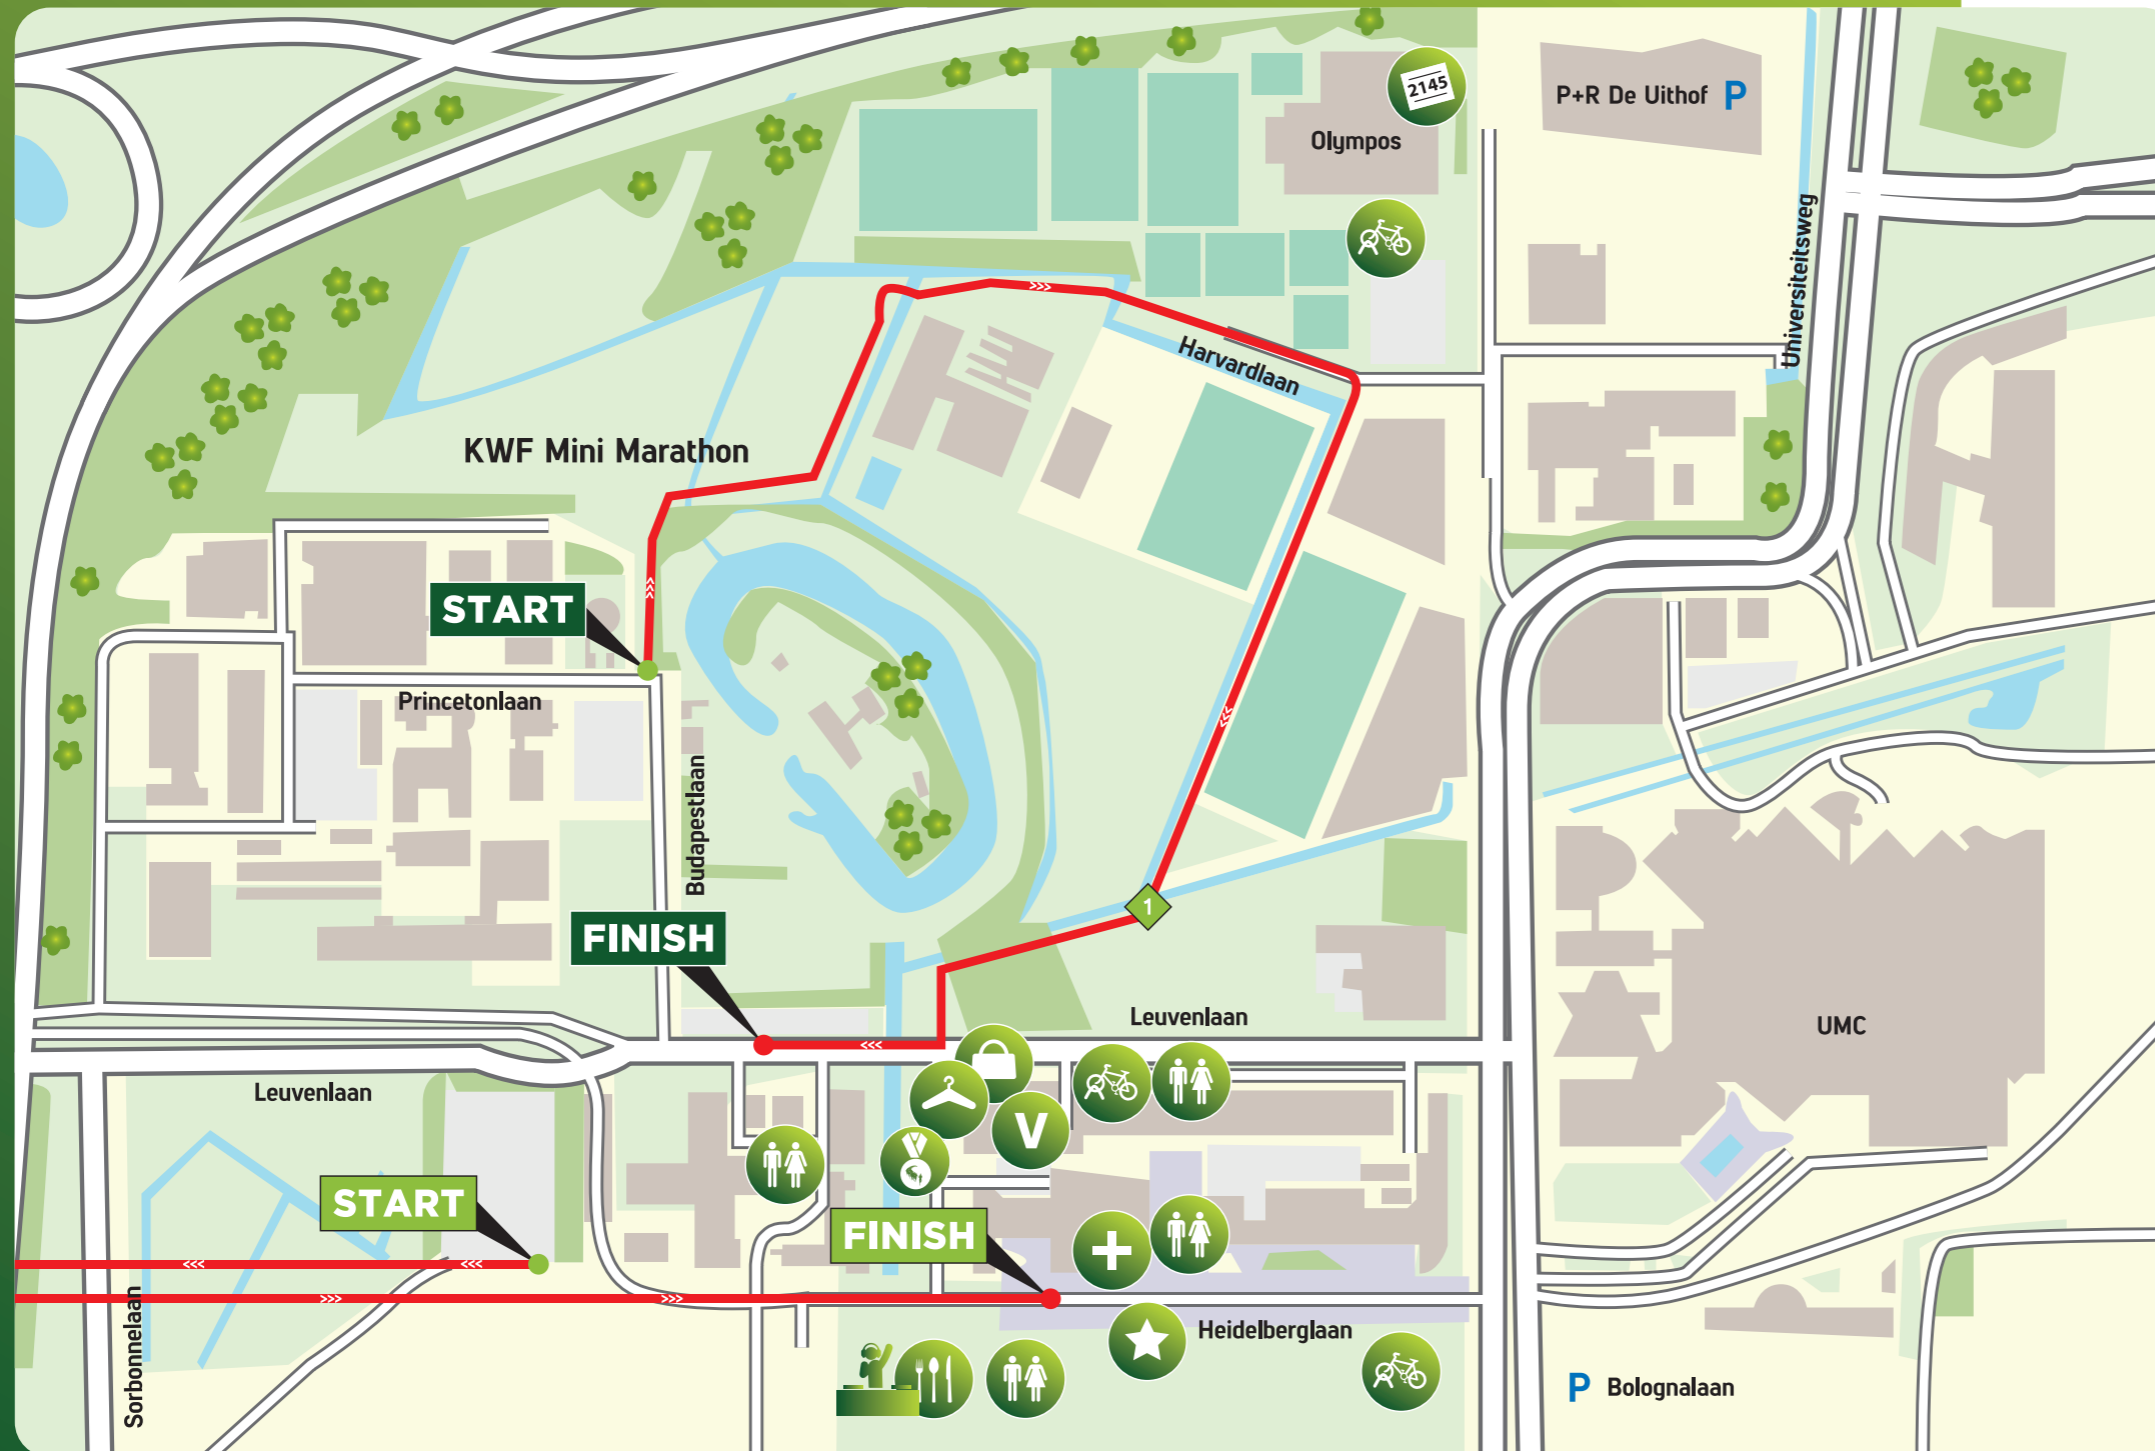 2145
P+R De Uithof P
Olympos
Universiteitsweg
Harvardlaan
KWF Mini Marathon
START
Princetonlaan
Budapestlaan
1
FINISH
Leuvenlaan
UMC
Leuvenlaan
V
START
FINISH
Sorbonnelaan
Heidelberglaan
P Bolognalaan